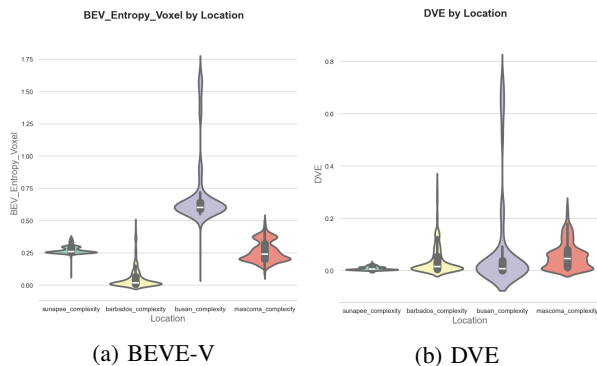 BEV_Entropy_Voxel by Location
BEV_Entropy_Voxel
1.75
1.50
1.25
1.00
0.75
0.50
0.25
0.00
sunapee_complexity barbados_complexity busan_complexity mascoma_complexity
Location
(a) BEVE-V
DVE by Location
DVE
0.8
0.6
0.4
0.2
0.0
sunapee_complexity barbados_complexity busan_complexity mascoma_complexity
Location
(b) DVE